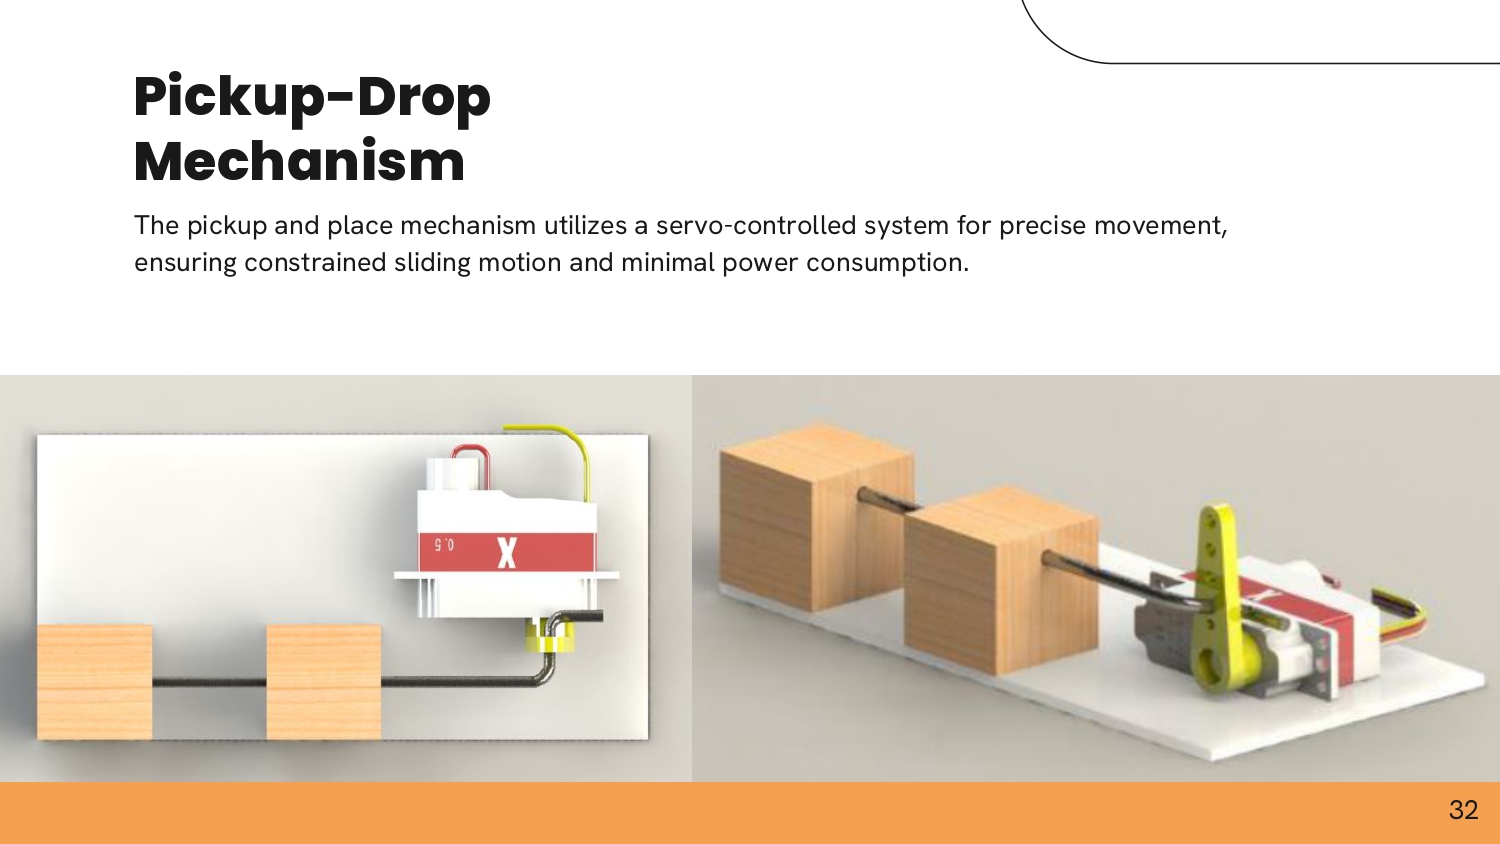 Pickup-Drop
Mechanism
The pickup and place mechanism utilizes a servo-controlled system for precise movement,
ensuring constrained sliding motion and minimal power consumption.
0.5
X
X
32